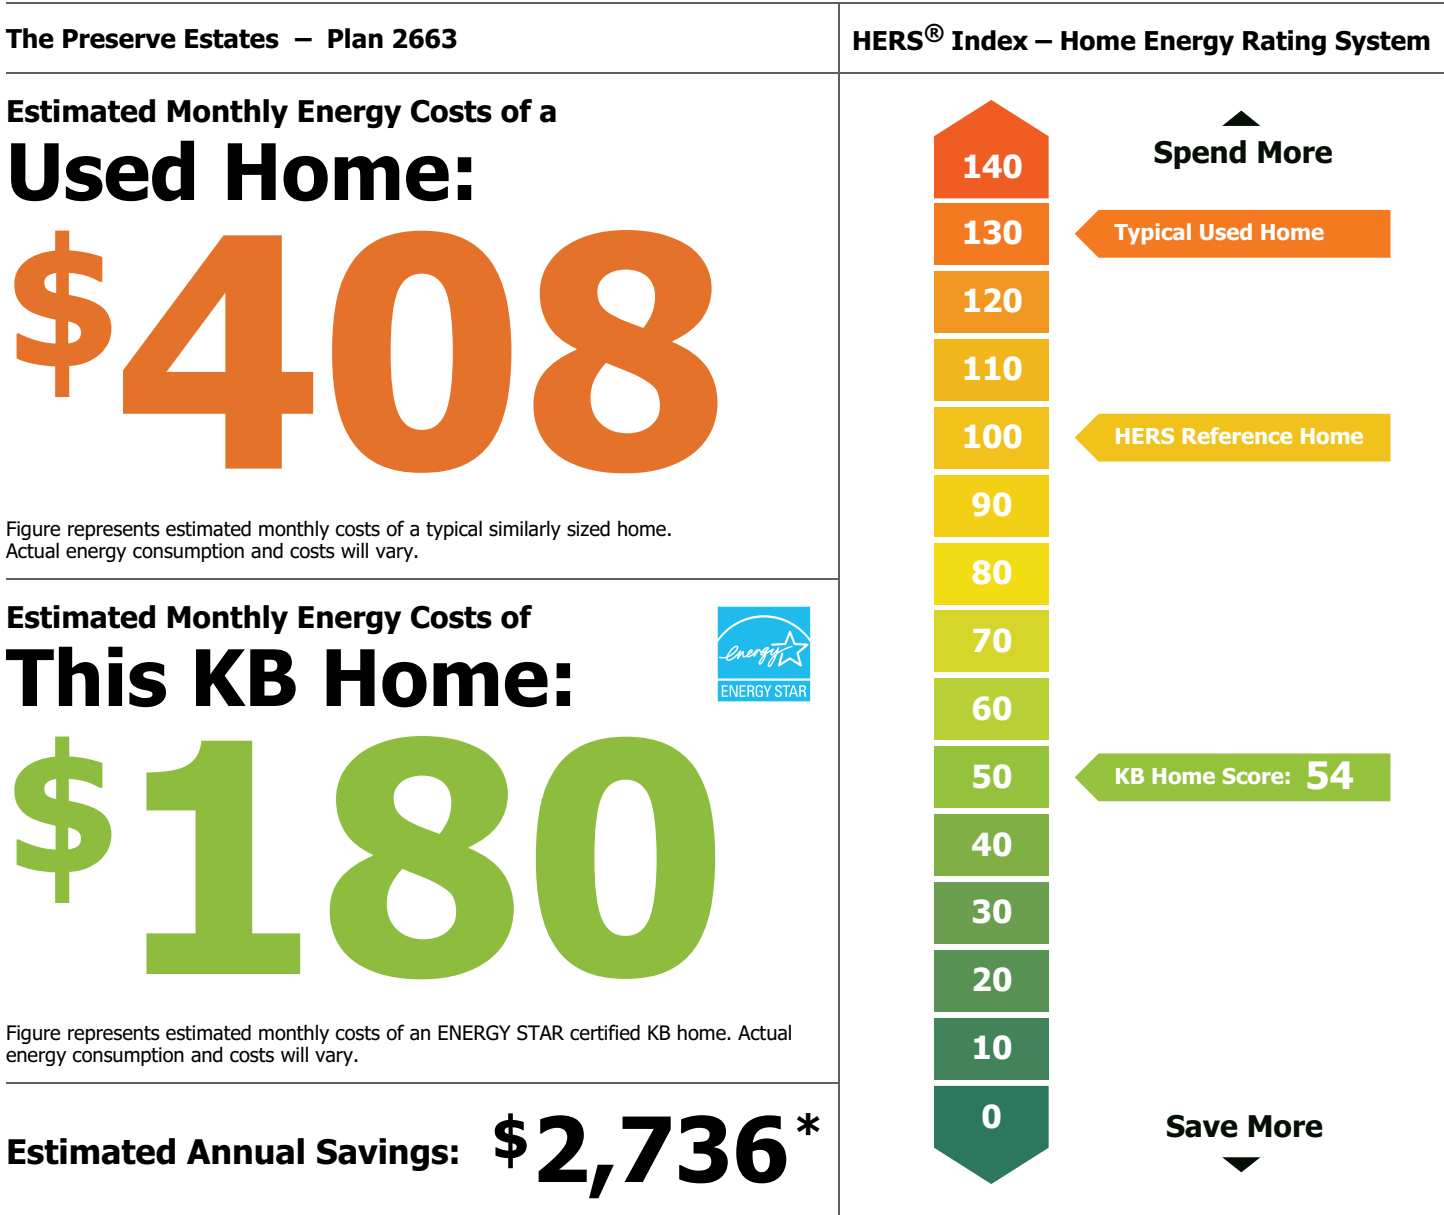 The Preserve Estates – Plan 2663
Estimated Monthly Energy Costs of a
Used Home:
$408
Figure represents estimated monthly costs of a typical similarly sized home.
Actual energy consumption and costs will vary.
Estimated Monthly Energy Costs of
This KB Home:
energy
ENERGY STAR
$180
Figure represents estimated monthly costs of an ENERGY STAR certified KB home. Actual
energy consumption and costs will vary.
Estimated Annual Savings: $2,736*
HERS® Index – Home Energy Rating System
Spend More
140
130
Typical Used Home
120
110
100
HERS Reference Home
90
80
70
60
50
KB Home Score: 54
40
30
20
10
0
Save More